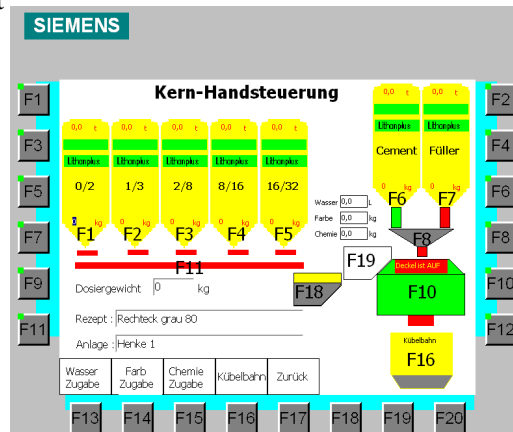 t
SIEMENS
Kern-Handsteuerung
F1
F2
0,0 t
0,0 t
0,0 t
0,0 t
0,0 t
0,0 t
0,0 t
Lithonplus
Lithonplus
Lithonplus
Lithonplus
Lithonplus
Lithonplus
Lithonplus
F3
F4
Cement
Füller
0/2
1/3
2/8
8/16
16/32
F5
F6
0 kg
0 kg
0 kg
0 kg
0 kg
0 kg
0 kg
F1
F2
F3
F4
F5
F6
F7
Wasser 0,0 L
Farbe 0,0 kg
Chemie 0,0 kg
F7
F8
F8
F11
F19
Deckel ist AUF
F9
F10
Dosiergewicht 0 kg
F18
F10
Rezept : Rechteck grau 80
F11
F12
Anlage : Henke 1
Kübelbahn
F16
Wasser Zugabe
Farb Zugabe
Chemie Zugabe
Kübelbahn
Zurück
F13
F14
F15
F16
F17
F18
F19
F20